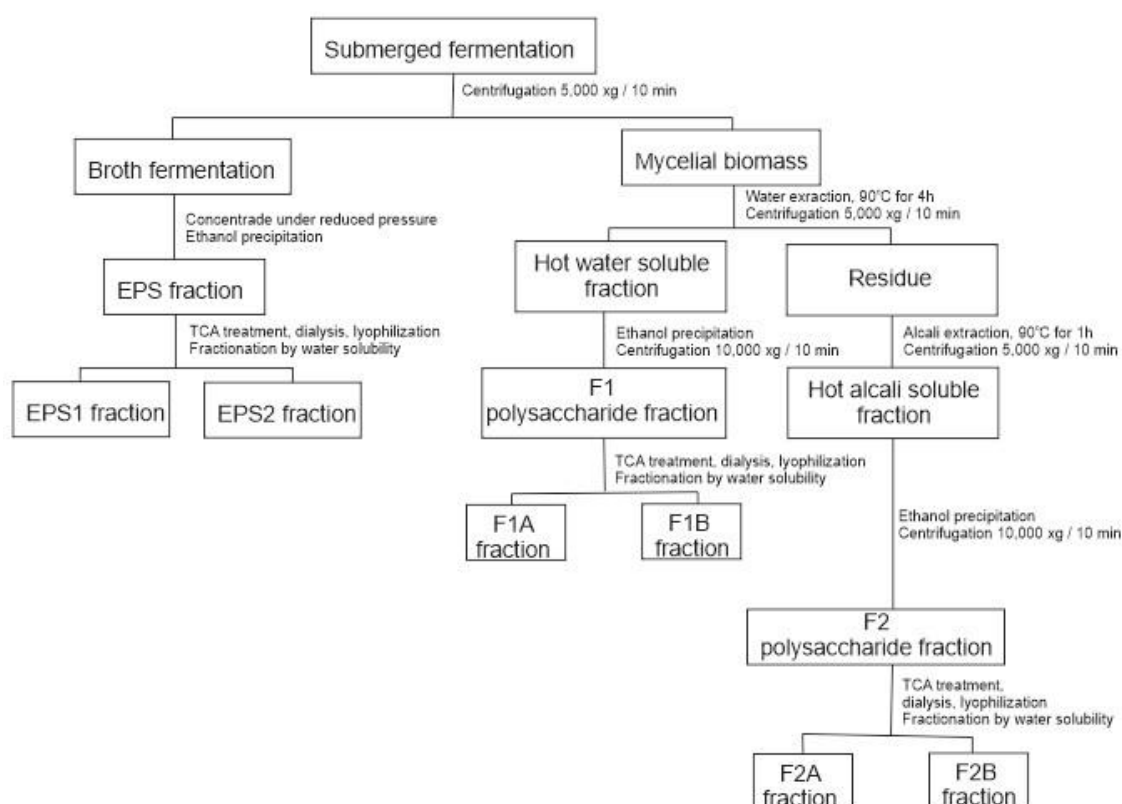 Submerged fermentation
Centrifugation 5,000 xg / 10 min
Broth fermentation
Mycelial biomass
Concentrade under reduced pressure
Ethanol precipitation
Water exraction, 90°C for 4h
Centrifugation 5,000 xg / 10 min
EPS fraction
Hot water soluble
fraction
Residue
TCA treatment, dialysis, lyophilization
Fractionation by water solubility
Ethanol precipitation
Centrifugation 10,000 xg / 10 min
Alcali extraction, 90°C for 1h
Centrifugation 5,000 xg / 10 min
EPS1 fraction
EPS2 fraction
F1
polysaccharide fraction
Hot alcali soluble
fraction
TCA treatment, dialysis, lyophilization
Fractionation by water solubility
F1A
fraction
F1B
fraction
Ethanol precipitation
Centrifugation 10,000 xg / 10 min
F2
polysaccharide fraction
TCA treatment,
dialysis, lyophilization
Fractionation by water solubility
F2A
fraction
F2B
fraction